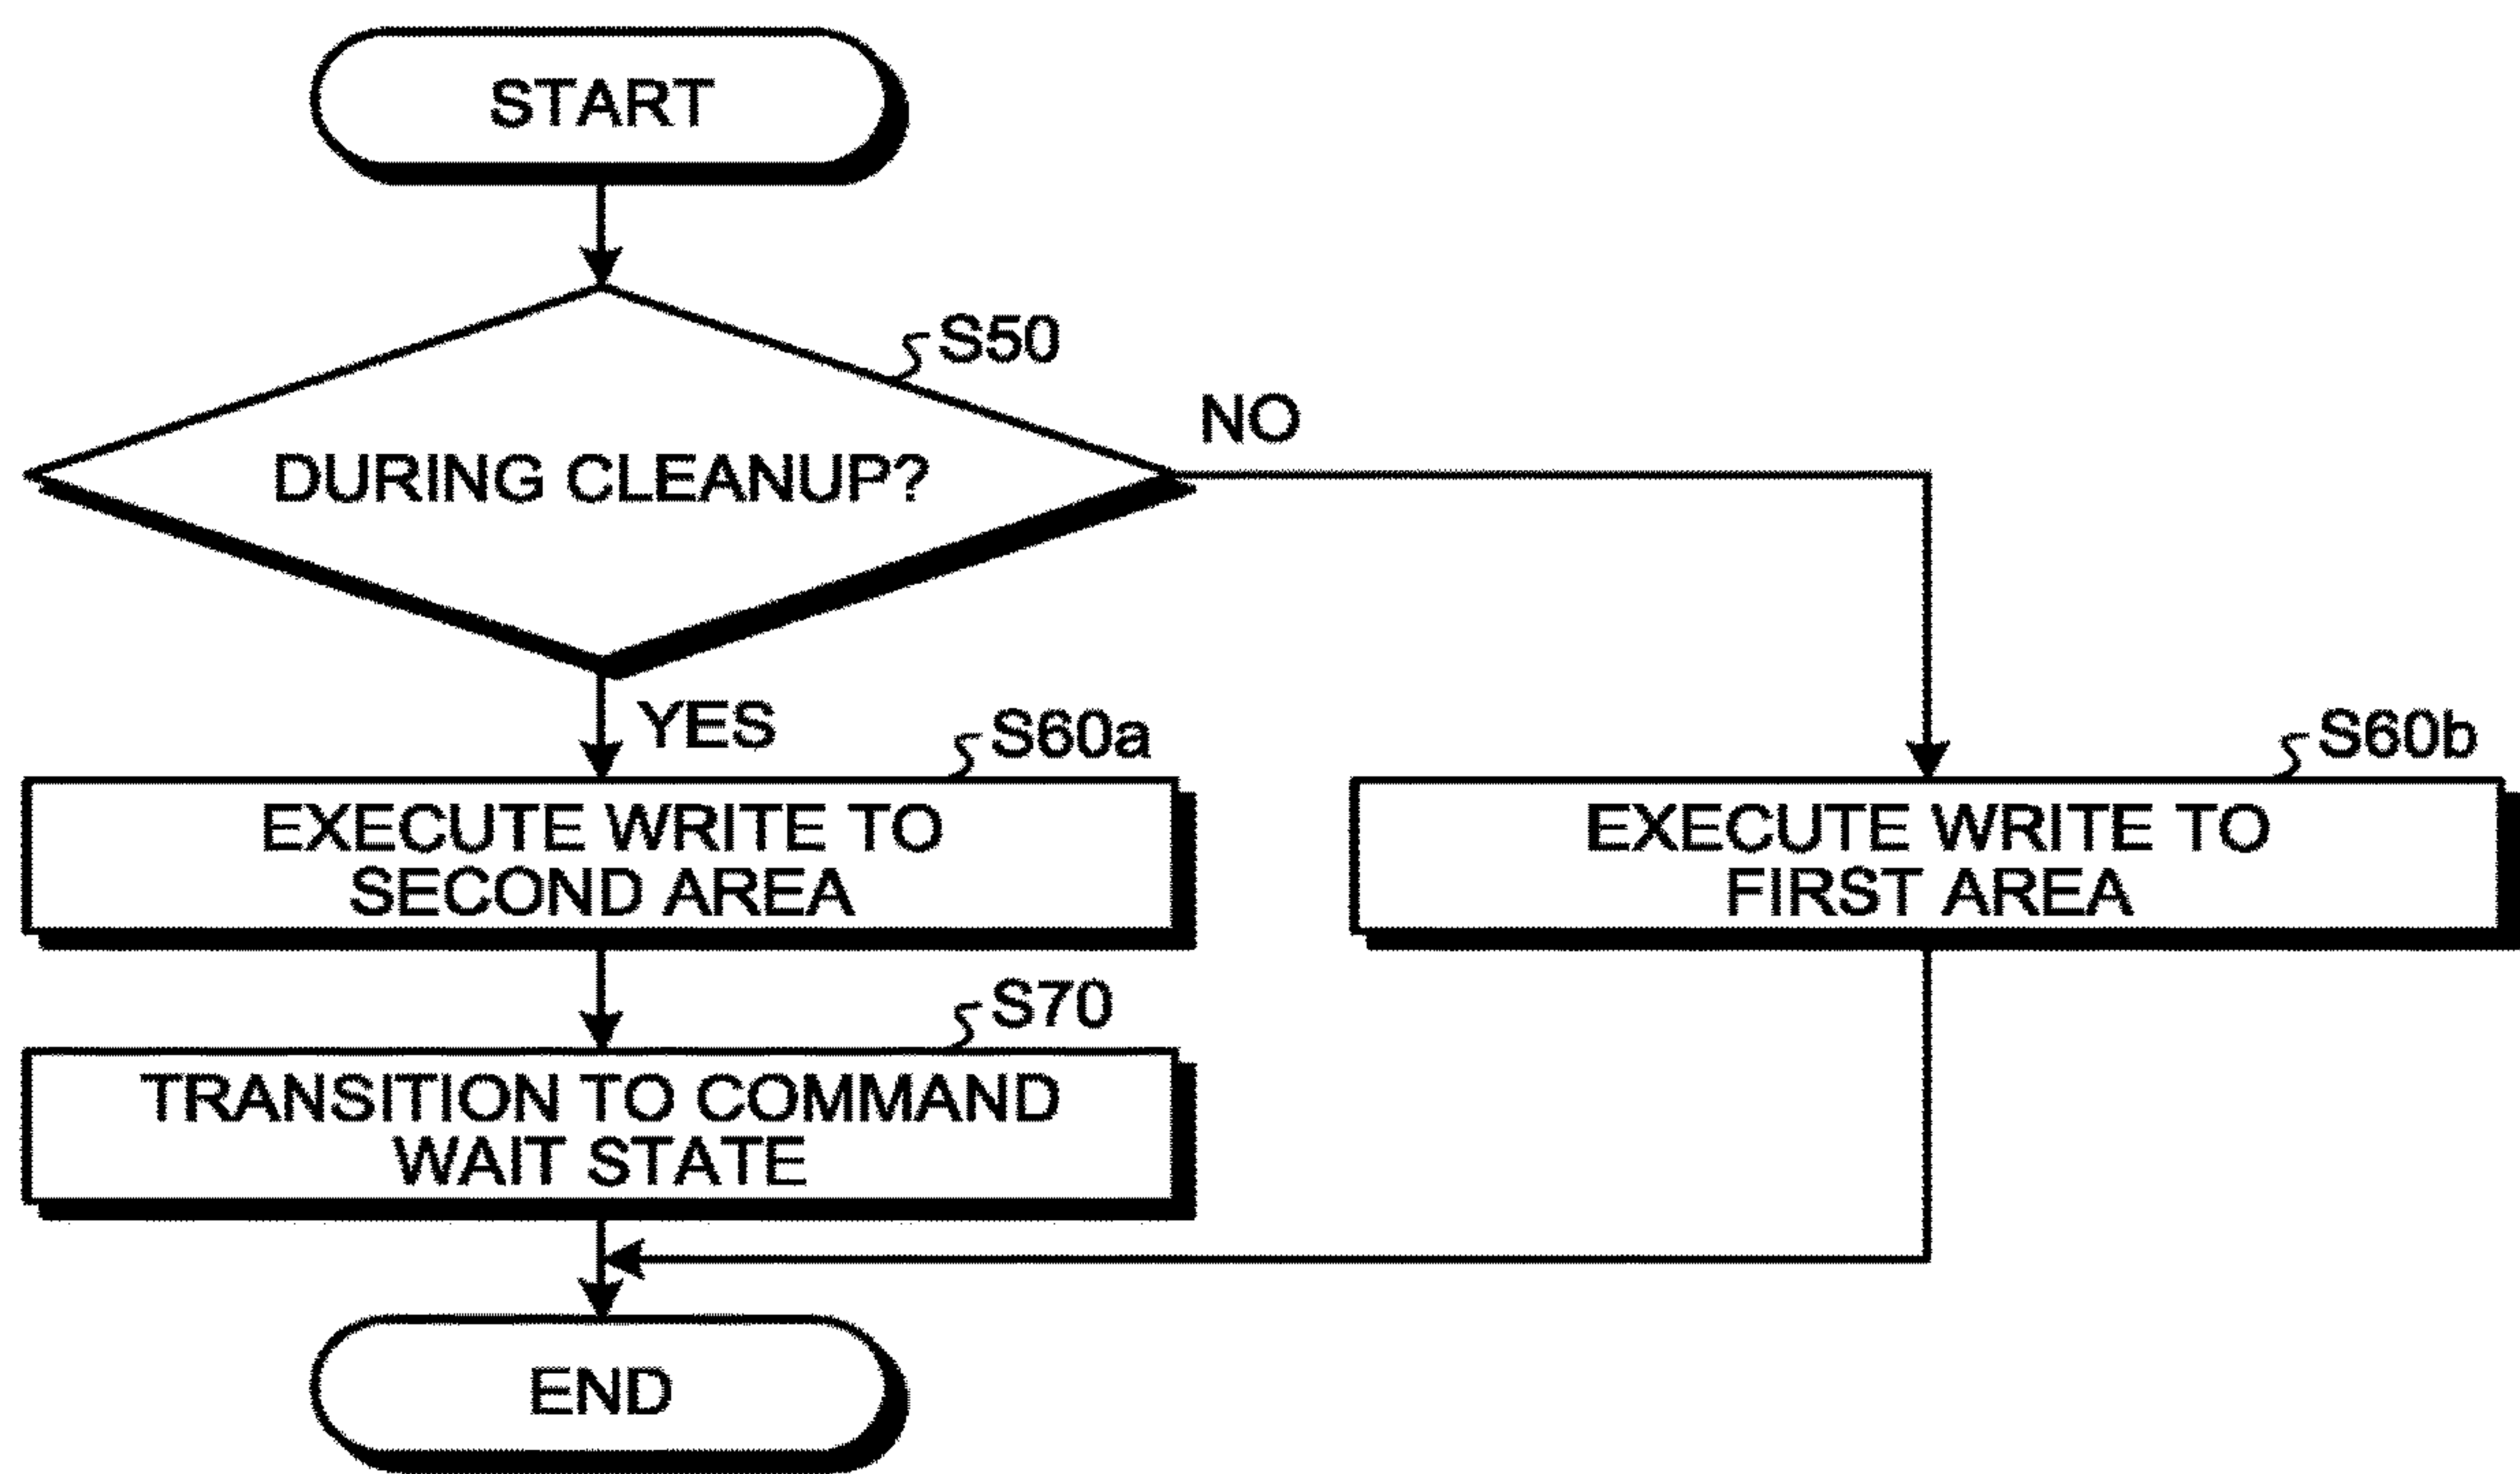 START
S50
NO
DURING CLEANUP?
YES
S60a
S60b
EXECUTE WRITE TO
SECOND AREA
EXECUTE WRITE TO
FIRST AREA
S70
TRANSITION TO COMMAND
WAIT STATE
END